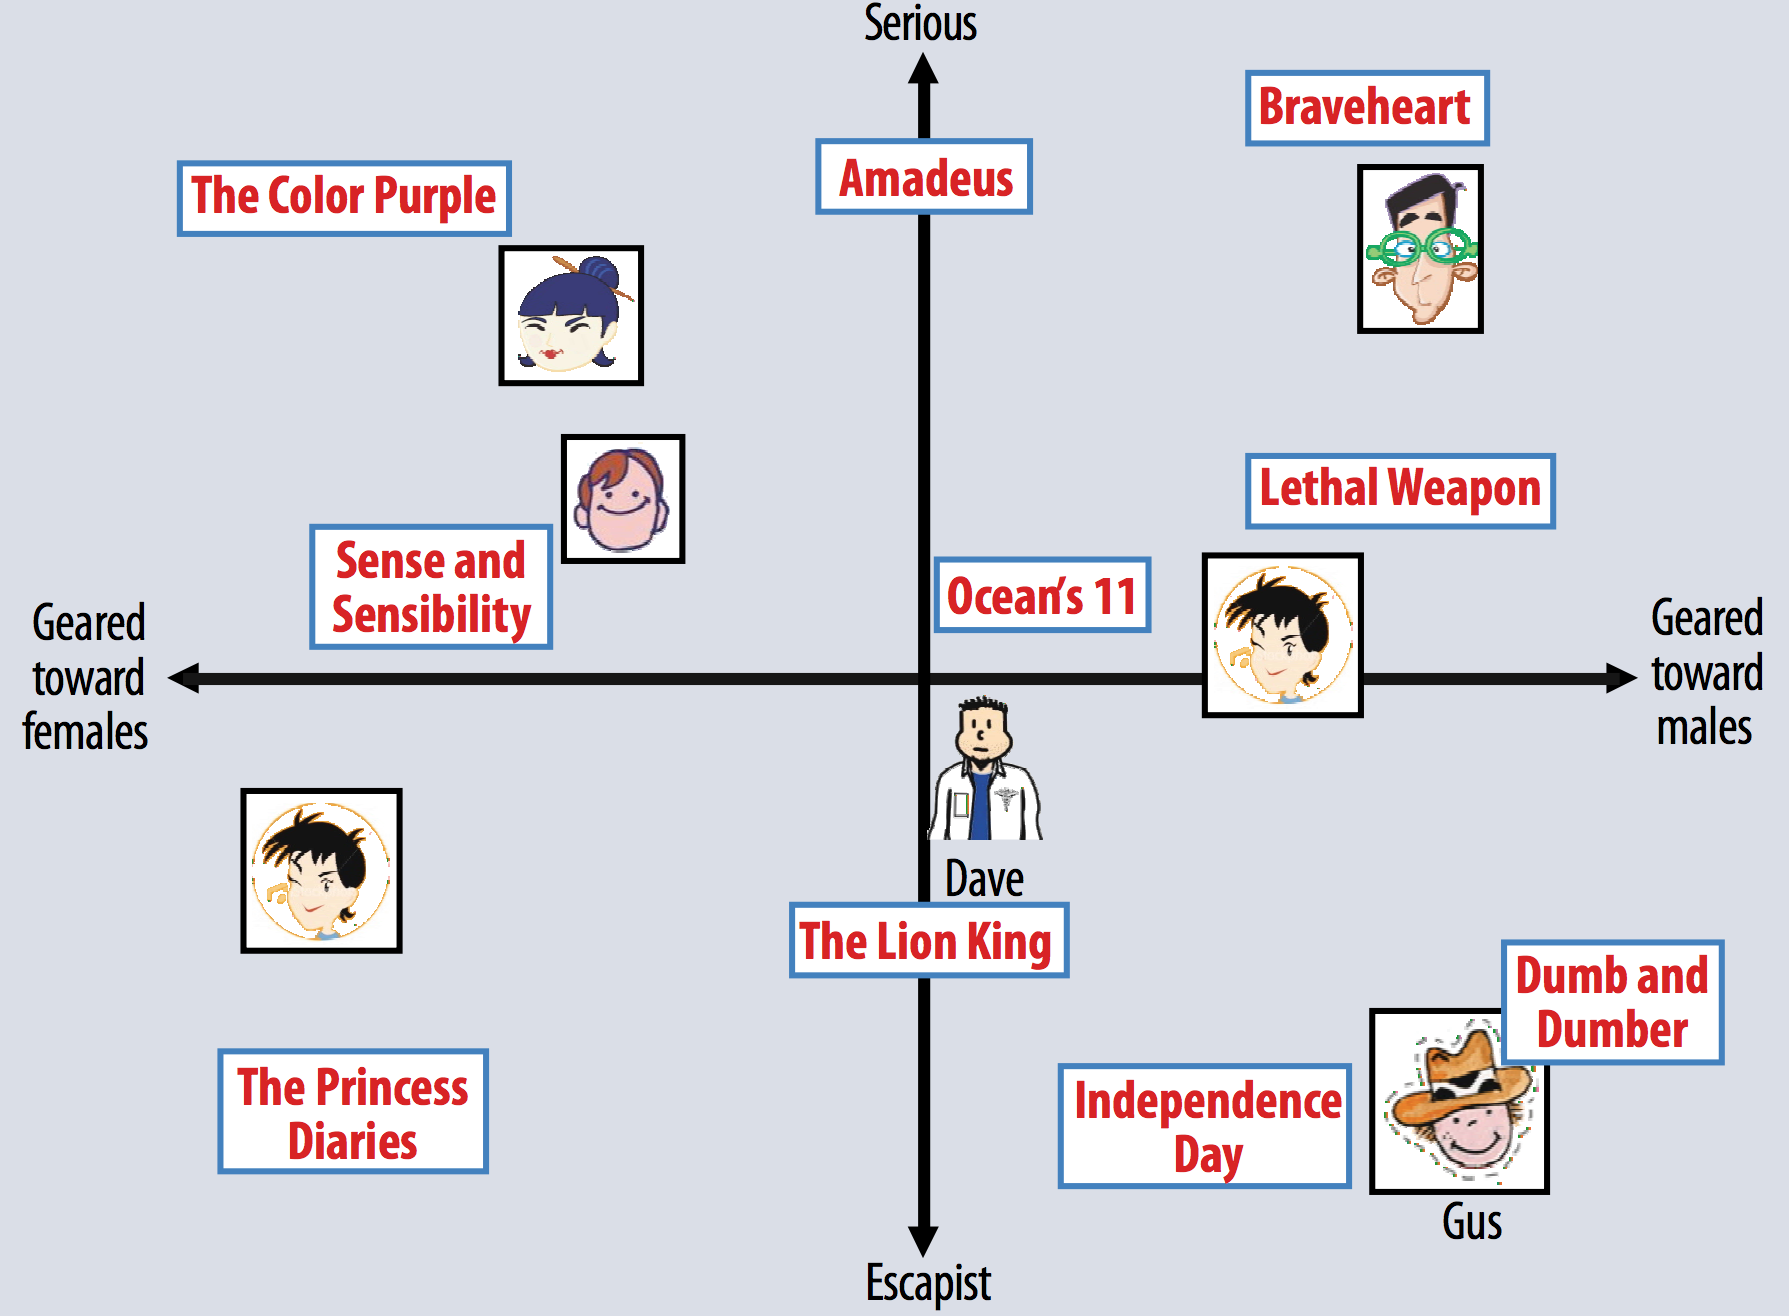 Serious
Braveheart
Amadeus
The Color Purple
Lethal Weapon
Sense and
Sensibility
Ocean's 11
Geared
toward
females
Geared
toward
males
Dave
The Lion King
Dumb and
Dumber
The Princess
Diaries
Independence
Day
Gus
Escapist